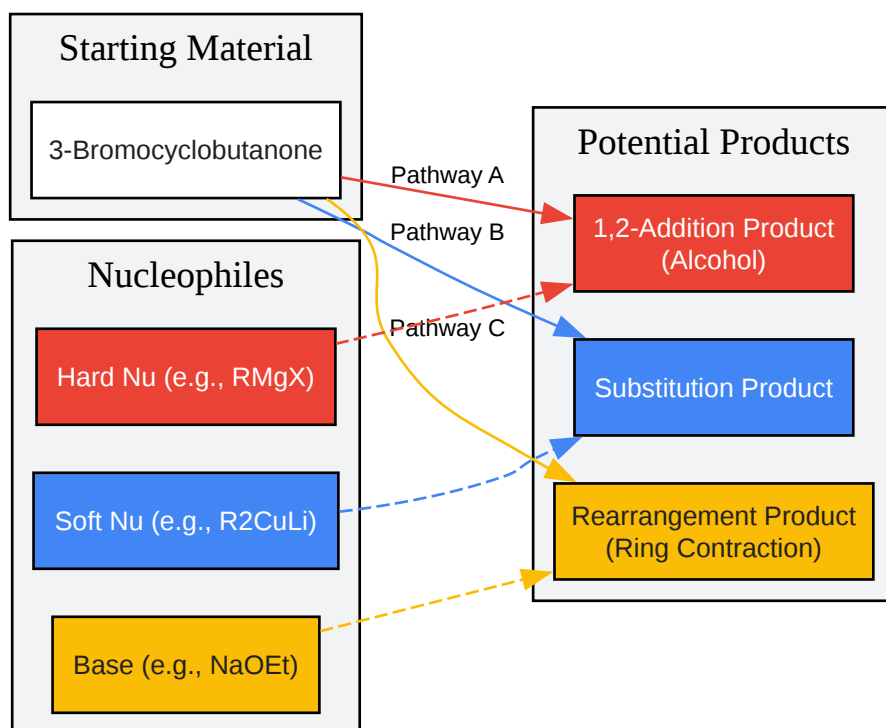 Starting Material
3-Bromocyclobutanone
Nucleophiles
Hard Nu (e.g., RMgX)
Soft Nu (e.g., R2CuLi)
Base (e.g., NaOEt)
Pathway A
Pathway B
Pathway C
Potential Products
1,2-Addition Product
(Alcohol)
Substitution Product
Rearrangement Product
(Ring Contraction)